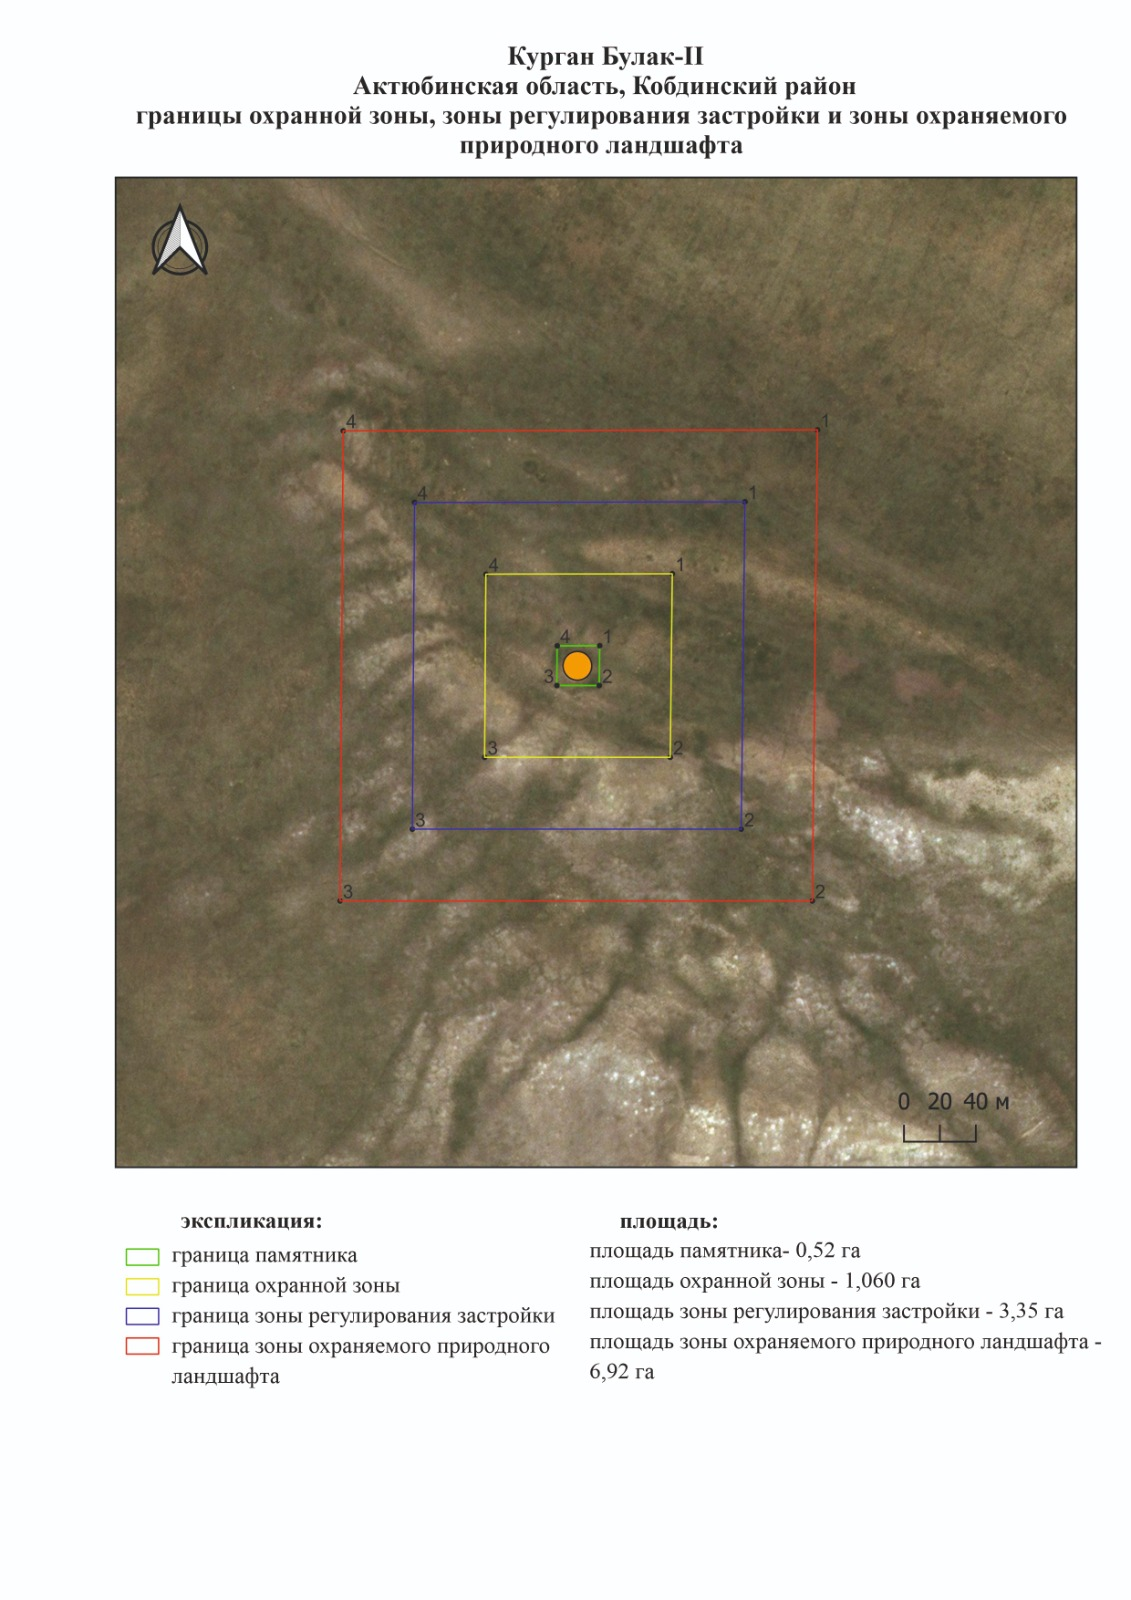 Курган Булак-II
Актюбинская область, Кобдинский район
границы охранной зоны, зоны регулирования застройки и зоны охраняемого
природного ландшафта
4
1
4
1
4
1
4
1
3
2
3
2
3
2
3
2
0 20 40 м
экспликация:
граница памятника
граница охранной зоны
граница зоны регулирования застройки
граница зоны охраняемого природного
ландшафта
площадь:
площадь памятника- 0,52 га
площадь охранной зоны - 1,060 га
площадь зоны регулирования застройки - 3,35 га
площадь зоны охраняемого природного ландшафта -
6,92 га